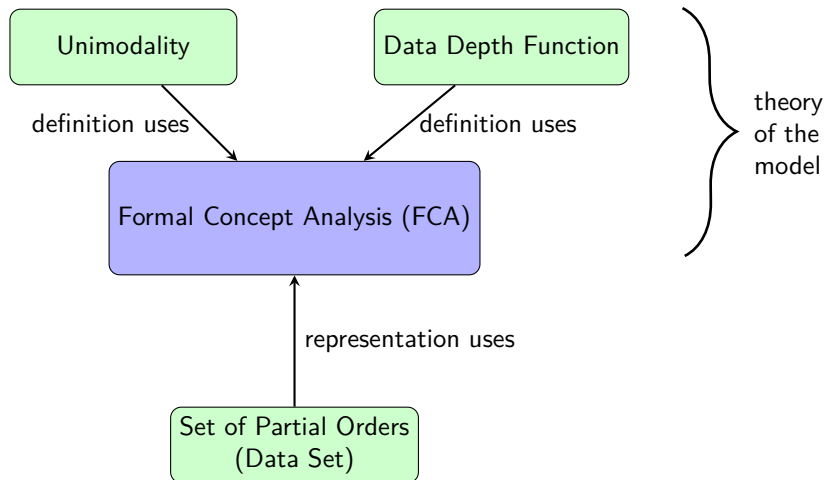 Unimodality
Data Depth Function
definition uses
definition uses
theory
of the
model
Formal Concept Analysis (FCA)
representation uses
Set of Partial Orders
(Data Set)